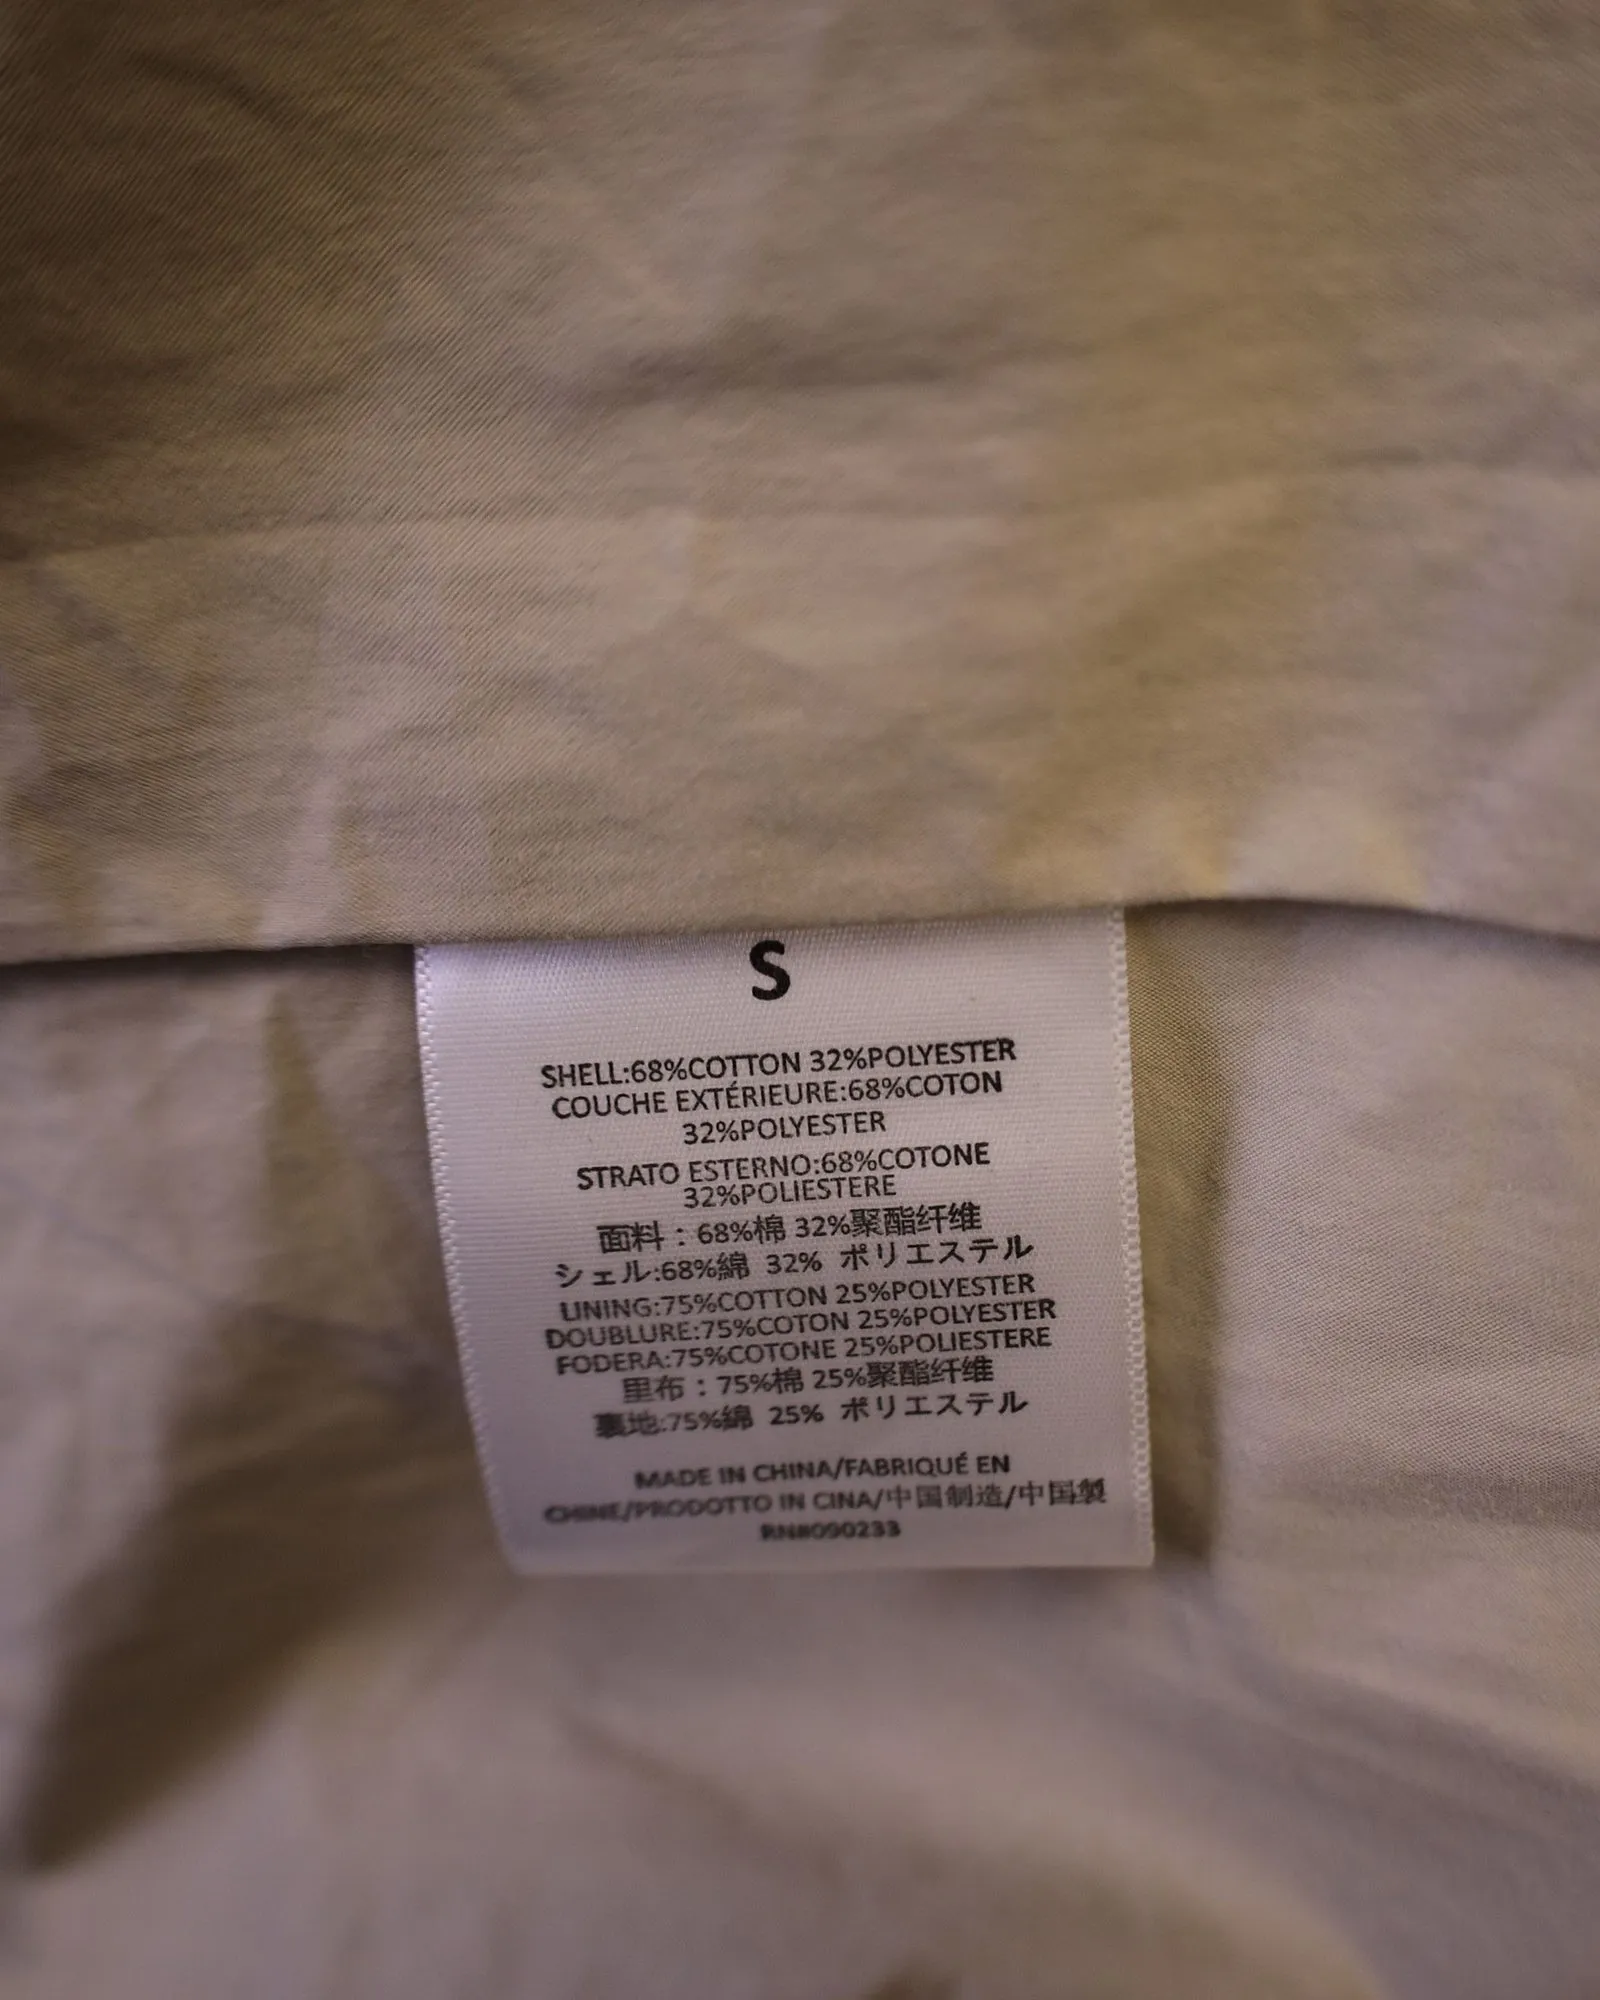 S
SHELL:68%COTTON 32%POLYESTER
COUCHE EXTÉRIEURE:68%COTON
32%POLYESTER
STRATO ESTERNO:68%COTONE
32%POLIESTERE
面料：68%棉 32%聚酯纤维
シェル:68%綿 32% ポリエステル
LINING:75%COTTON 25%POLYESTER
DOUBLURE:75%COTON 25%POLYESTER
FODERA:75%COTONE 25%POLIESTERE
里布：75%棉 25%聚酯纤维
裏地:75%綿 25% ポリエステル
MADE IN CHINA/FABRIQUÉ EN
CHINE/PRODOTTO IN CINA/中国制造/中国製
RN#090233